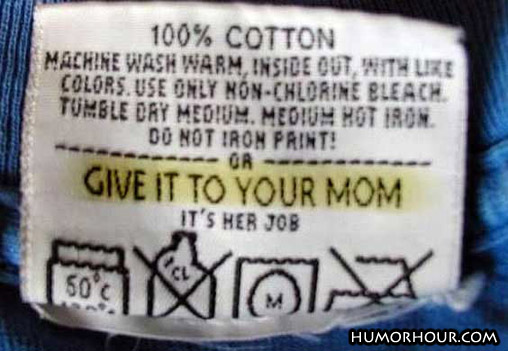 100% COTTON
MACHINE WASH WARM, INSIDE OUT, WITH LIKE
COLORS. USE ONLY NON-CHLORINE BLEACH.
TUMBLE DRY MEDIUM. MEDIUM HOT IRON.
DO NOT IRON PRINT!
OR
GIVE IT TO YOUR MOM
IT'S HER JOB
60°C
CL
M
HUMORHOUR.COM